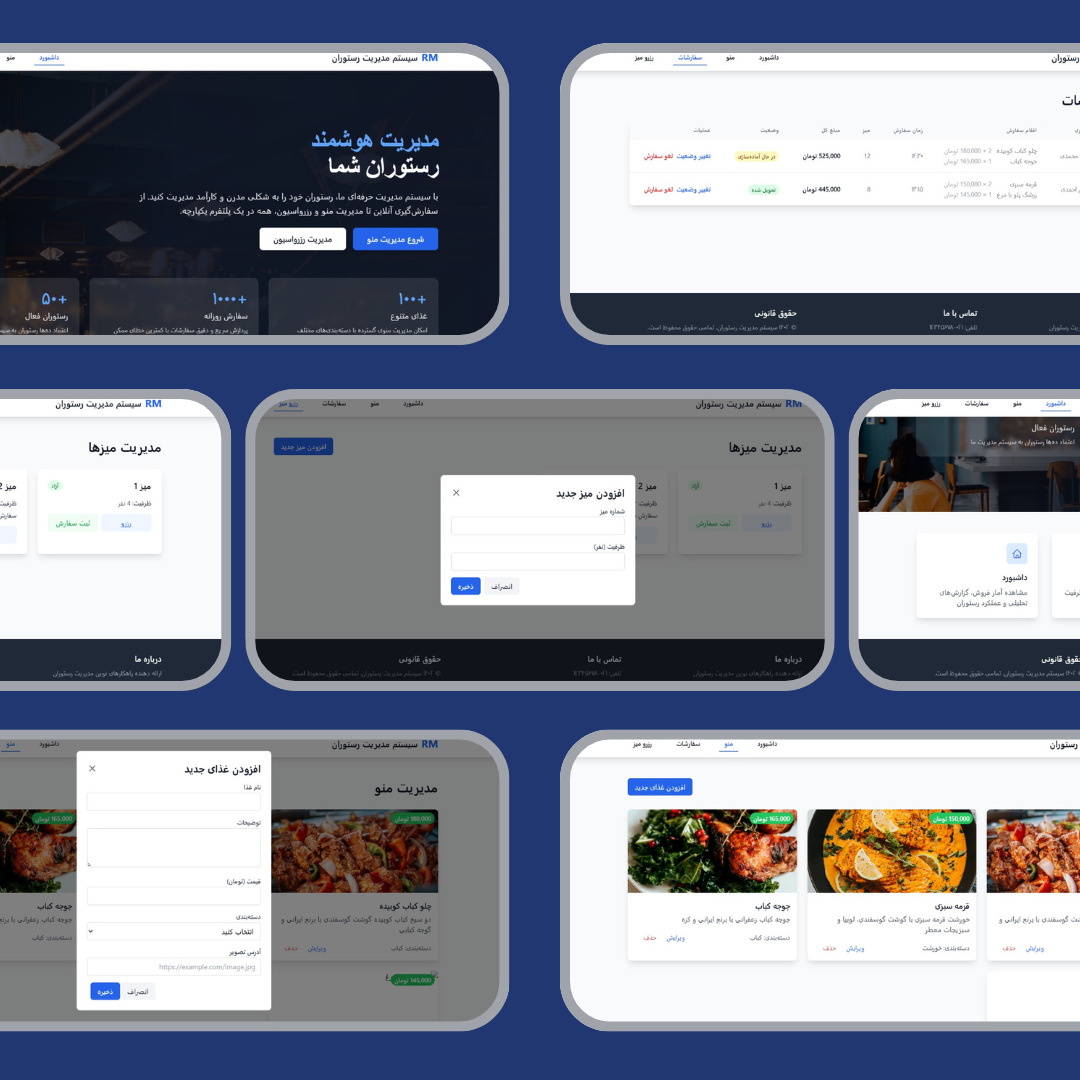 RM سیستم مدیریت رستوران
داشبورد
منو
مدیریت هوشمند
رستوران شما
با سیستم مدیریت حرفه‌ای ما، رستوران خود را به شکلی مدرن و کارآمد مدیریت کنید. از
سفارش‌گیری آنلاین تا مدیریت منو و رزرواسیون، همه در یک پلتفرم یکپارچه.
شروع مدیریت منو
مدیریت رزرواسیون
+۱۰۰
غذای متنوع
امکان مدیریت منوی گسترده با دسته‌بندی‌های مختلف
+۱۰۰۰
سفارش روزانه
پردازش سریع و دقیق سفارشات با کمترین خطای ممکن
+۵۰
رستوران فعال
اعتماد ده‌ها رستوران به
رستوران
داشبورد
منو
سفارشات
رزرو میز
اقلام سفارش
زمان سفارش
میز
مبلغ کل
وضعیت
عملیات
محمدی
چلو کباب کوبیده 2 × 180,000 تومان
جوجه کباب 1 × 165,000 تومان
12
525,000 تومان
در حال آماده‌سازی
تغییر وضعیت لغو سفارش
قرمه سبزی 2 × 150,000 تومان
زرشک پلو با مرغ 1 × 145,000 تومان
8
445,000 تومان
تحویل شده
تغییر وضعیت لغو سفارش
تماس با ما
حقوق قانونی
© ۱۴۰۲ سیستم مدیریت رستوران. تمامی حقوق محفوظ است.
RM سیستم مدیریت رستوران
مدیریت میزها
میز 1
آزاد
ظرفیت: 4 نفر
رزرو
ثبت سفارش
میز 2
درباره ما
ارائه دهنده راهکارهای نوین مدیریت رستوران
RM سیستم مدیریت رستوران
داشبورد
منو
سفارشات
رزرو میز
مدیریت میزها
افزودن میز جدید
میز 1
آزاد
ظرفیت: 4 نفر
رزرو
ثبت سفارش
افزودن میز جدید
شماره میز
ظرفیت (نفر)
ذخیره
انصراف
درباره ما
ارائه دهنده راهکارهای نوین مدیریت رستوران
تماس با ما
حقوق قانونی
© ۱۴۰۲ سیستم مدیریت رستوران. تمامی حقوق محفوظ است.
داشبورد
منو
سفارشات
رزرو میز
رستوران فعال
اعتماد ده‌ها رستوران به سیستم مدیریت ما
داشبورد
مشاهده آمار فروش، گزارش‌های
تحلیلی و عملکرد رستوران
حقوق قانونی
۱۴۰۲ سیستم مدیریت رستوران. تمامی حقوق محفوظ است.
RM سیستم مدیریت رستوران
داشبورد
منو
مدیریت منو
180,000 تومان
چلو کباب کوبیده
دو سیخ کباب کوبیده گوشت گوسفندی با برنج ایرانی و
گوجه کبابی
دسته‌بندی: کباب
165,000 تومان
جوجه کباب
جوجه کباب زعفرانی با برنج
دسته‌بندی: کباب
145,000 تومان
افزودن غذای جدید
نام غذا
توضیحات
قیمت (تومان)
دسته‌بندی
انتخاب کنید
آدرس تصویر
https://example.com/image.jpg
ذخیره
انصراف
رستوران
داشبورد
منو
سفارشات
رزرو میز
افزودن غذای جدید
گوشت گوسفندی با برنج ایرانی و
ویرایش
حذف
150,000 تومان
قرمه سبزی
خورشت قرمه سبزی با گوشت گوسفندی، لوبیا و
سبزیجات معطر
دسته‌بندی: خورشت
ویرایش
حذف
165,000 تومان
جوجه کباب
جوجه کباب زعفرانی با برنج ایرانی و کره
دسته‌بندی: کباب
ویرایش
حذف